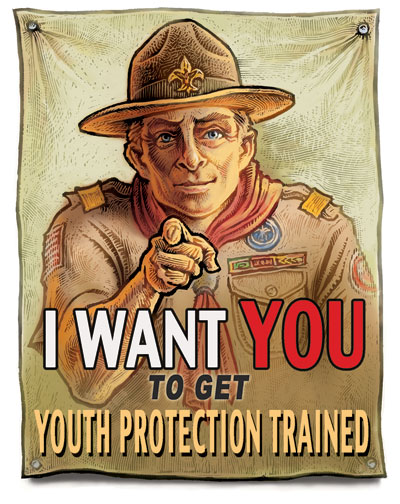 I WANT YOU
TO GET
YOUTH PROTECTION TRAINED